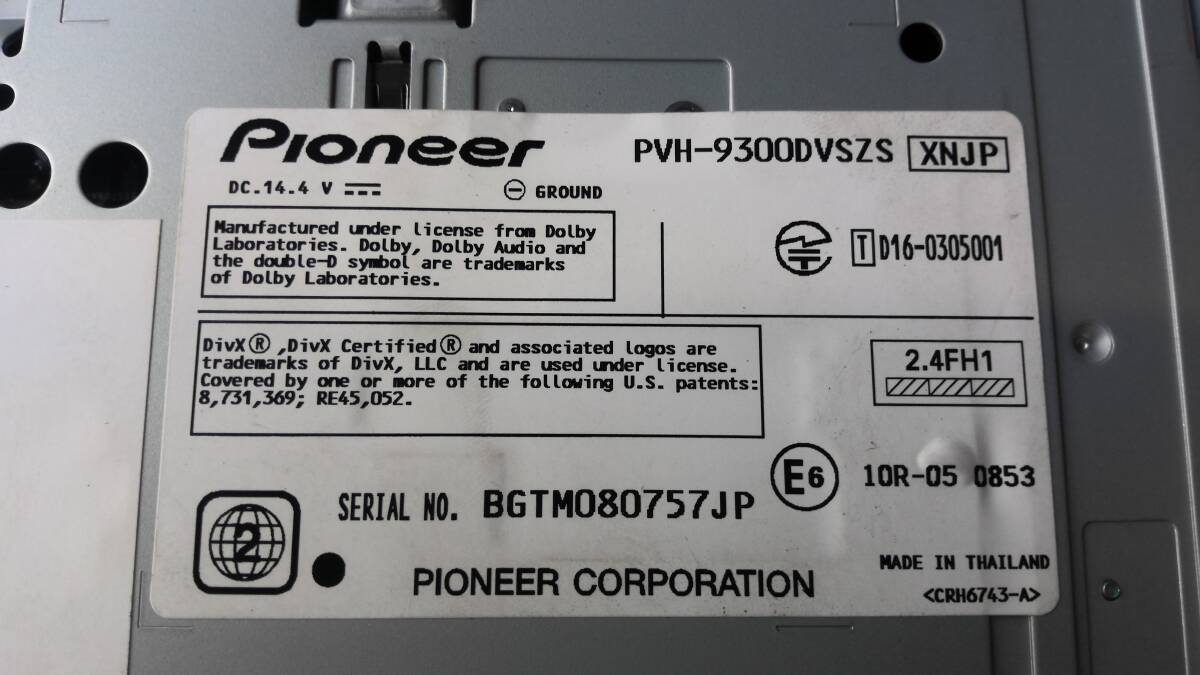 Pioneer
PVH-9300DVSZS XNJP
DC.14.4 V
GROUND
Manufactured under license from Dolby
Laboratories. Dolby, Dolby Audio and
the double-D symbol are trademarks
of Dolby Laboratories.
T D16-0305001
DivX® ,DivX Certified® and associated logos are
trademarks of DivX, LLC and are used under license.
Covered by one or more of the following U.S. patents:
8,731,369; RE45,052.
2.4FH1
E6 10R-05 0853
SERIAL NO. BGTM080757JP
2
MADE IN THAILAND
PIONEER CORPORATION
<CRH6743-A>